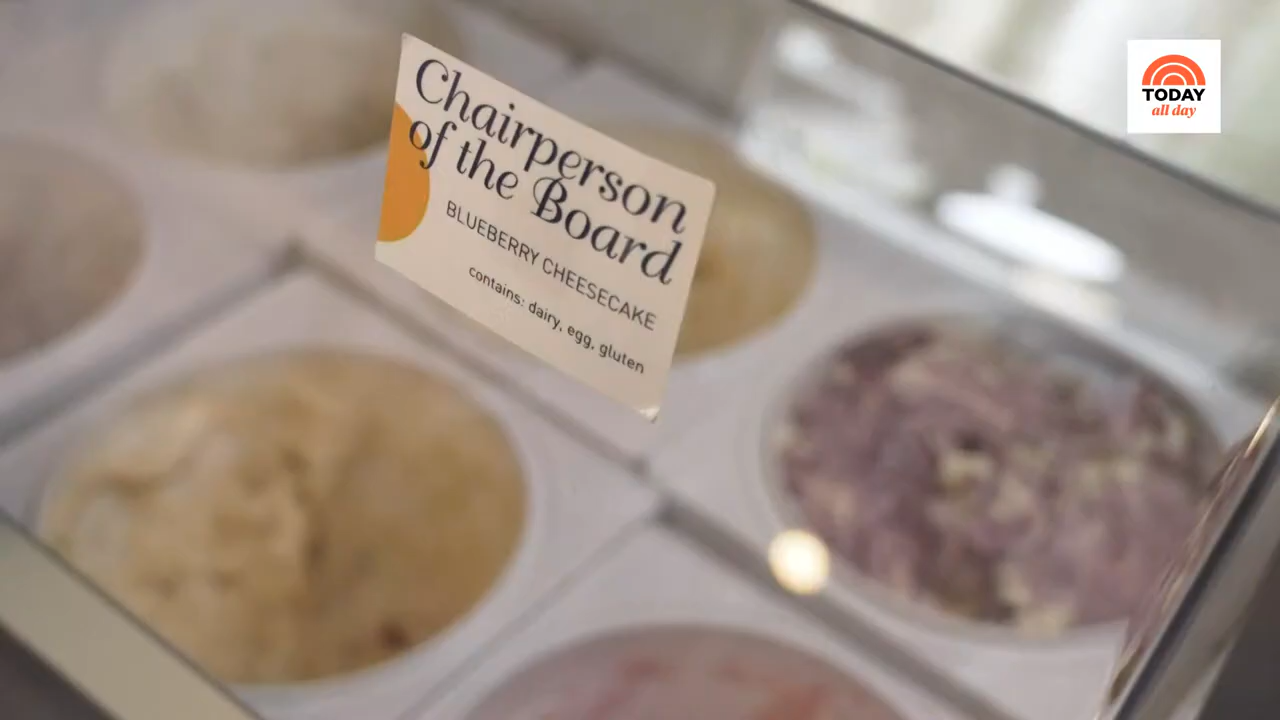 Chairperson
of the Board
BLUEBERRY CHEESECAKE
contains: dairy, egg, gluten
TODAY
all day